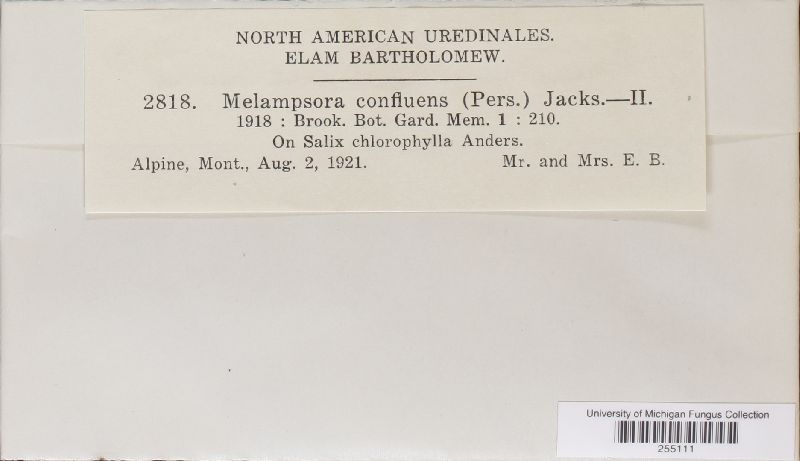 NORTH AMERICAN UREDINALES.
ELAM BARTHOLOMEW.
2818. Melampsora confluens (Pers.) Jacks.—II.
1918 : Brook. Bot. Gard. Mem. 1 : 210.
On Salix chlorophylla Anders.
Alpine, Mont., Aug. 2, 1921. Mr. and Mrs. E. B.
University of Michigan Fungus Collection
255111